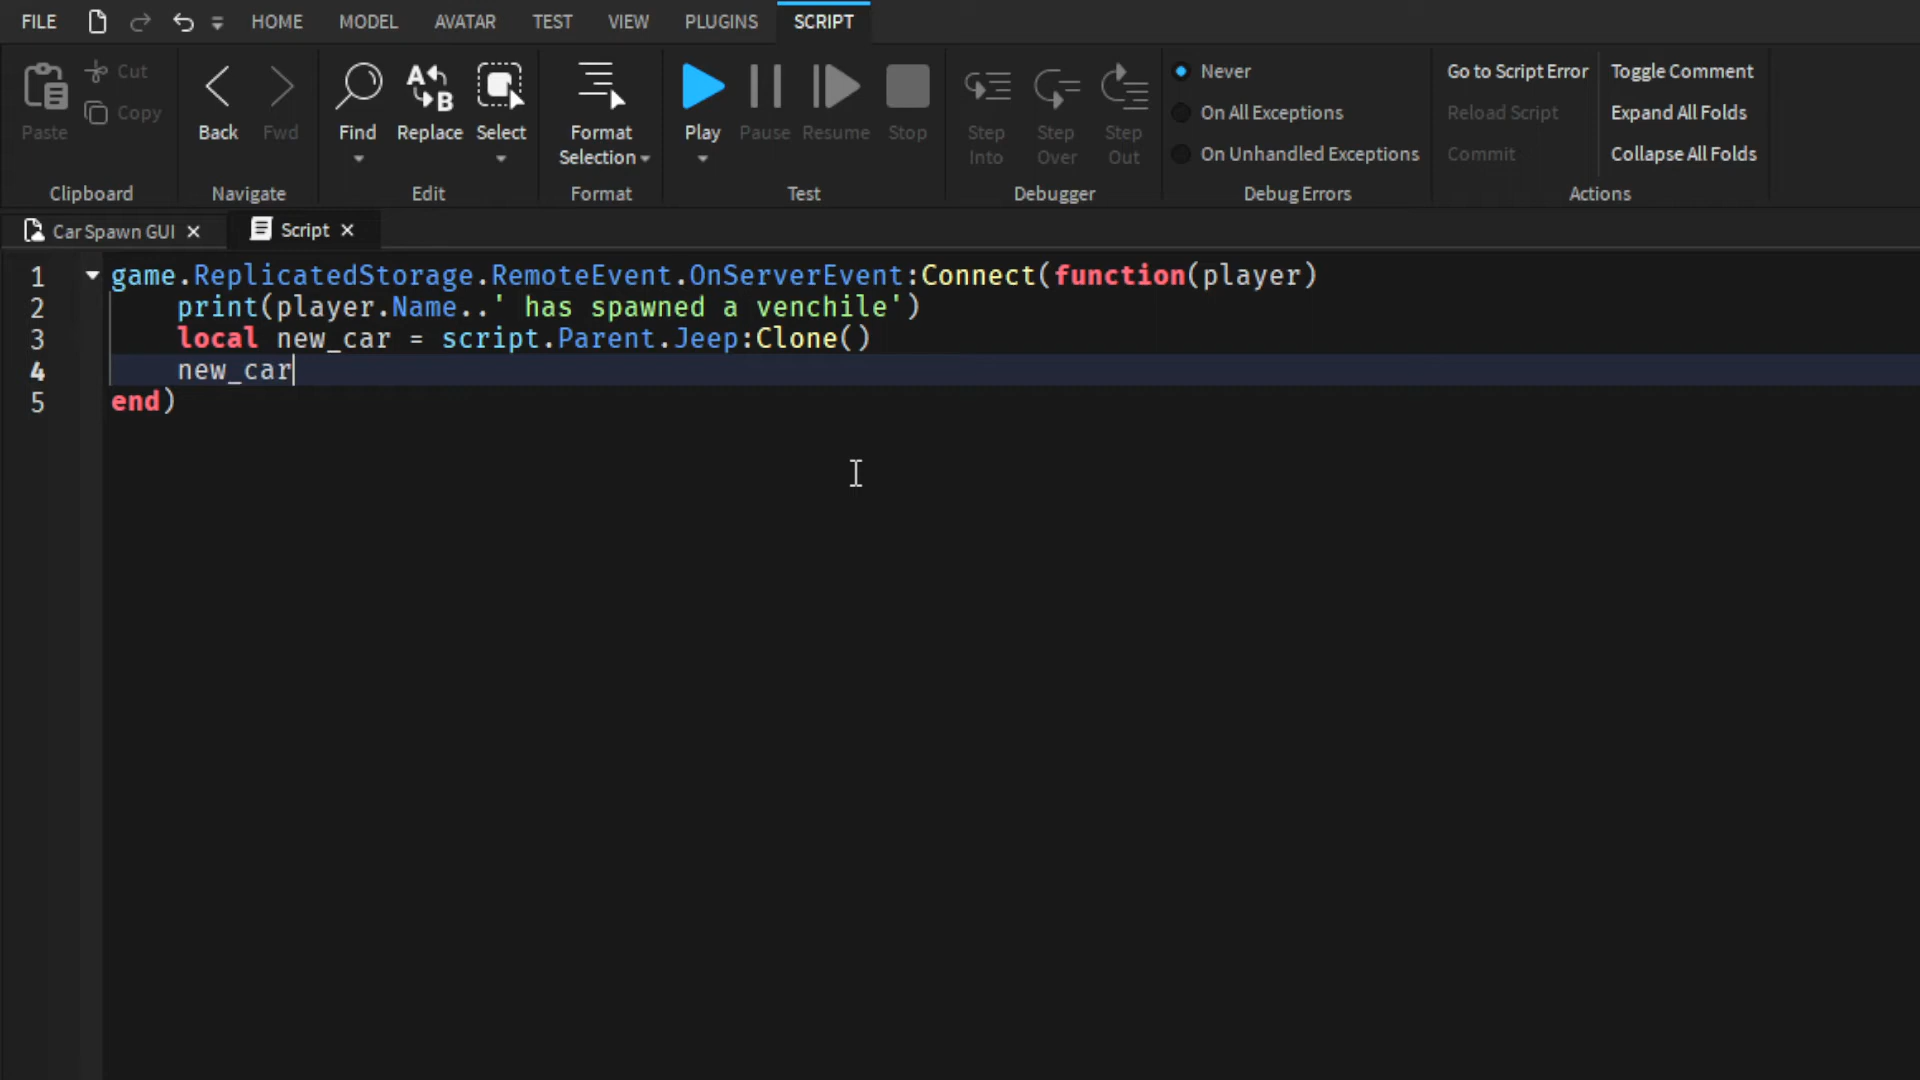 FILE HOME MODEL AVATAR TEST VIEW PLUGINS SCRIPT
Paste Cut Copy Clipboard
Back Fwd Navigate
Find Replace Select Edit
Format Selection Format
Play Pause Resume Stop Test
Step Into Step Over Step Out Debugger
Never
On All Exceptions
On Unhandled Exceptions
Debug Errors
Go to Script Error Toggle Comment
Reload Script Expand All Folds
Commit Collapse All Folds
Actions
Car Spawn GUI Script
1 game.ReplicatedStorage.RemoteEvent.OnServerEvent:Connect(function(player)
2 print(player.Name..' has spawned a venchile')
3 local new_car = script.Parent.Jeep:Clone()
4 new_car
5 end)